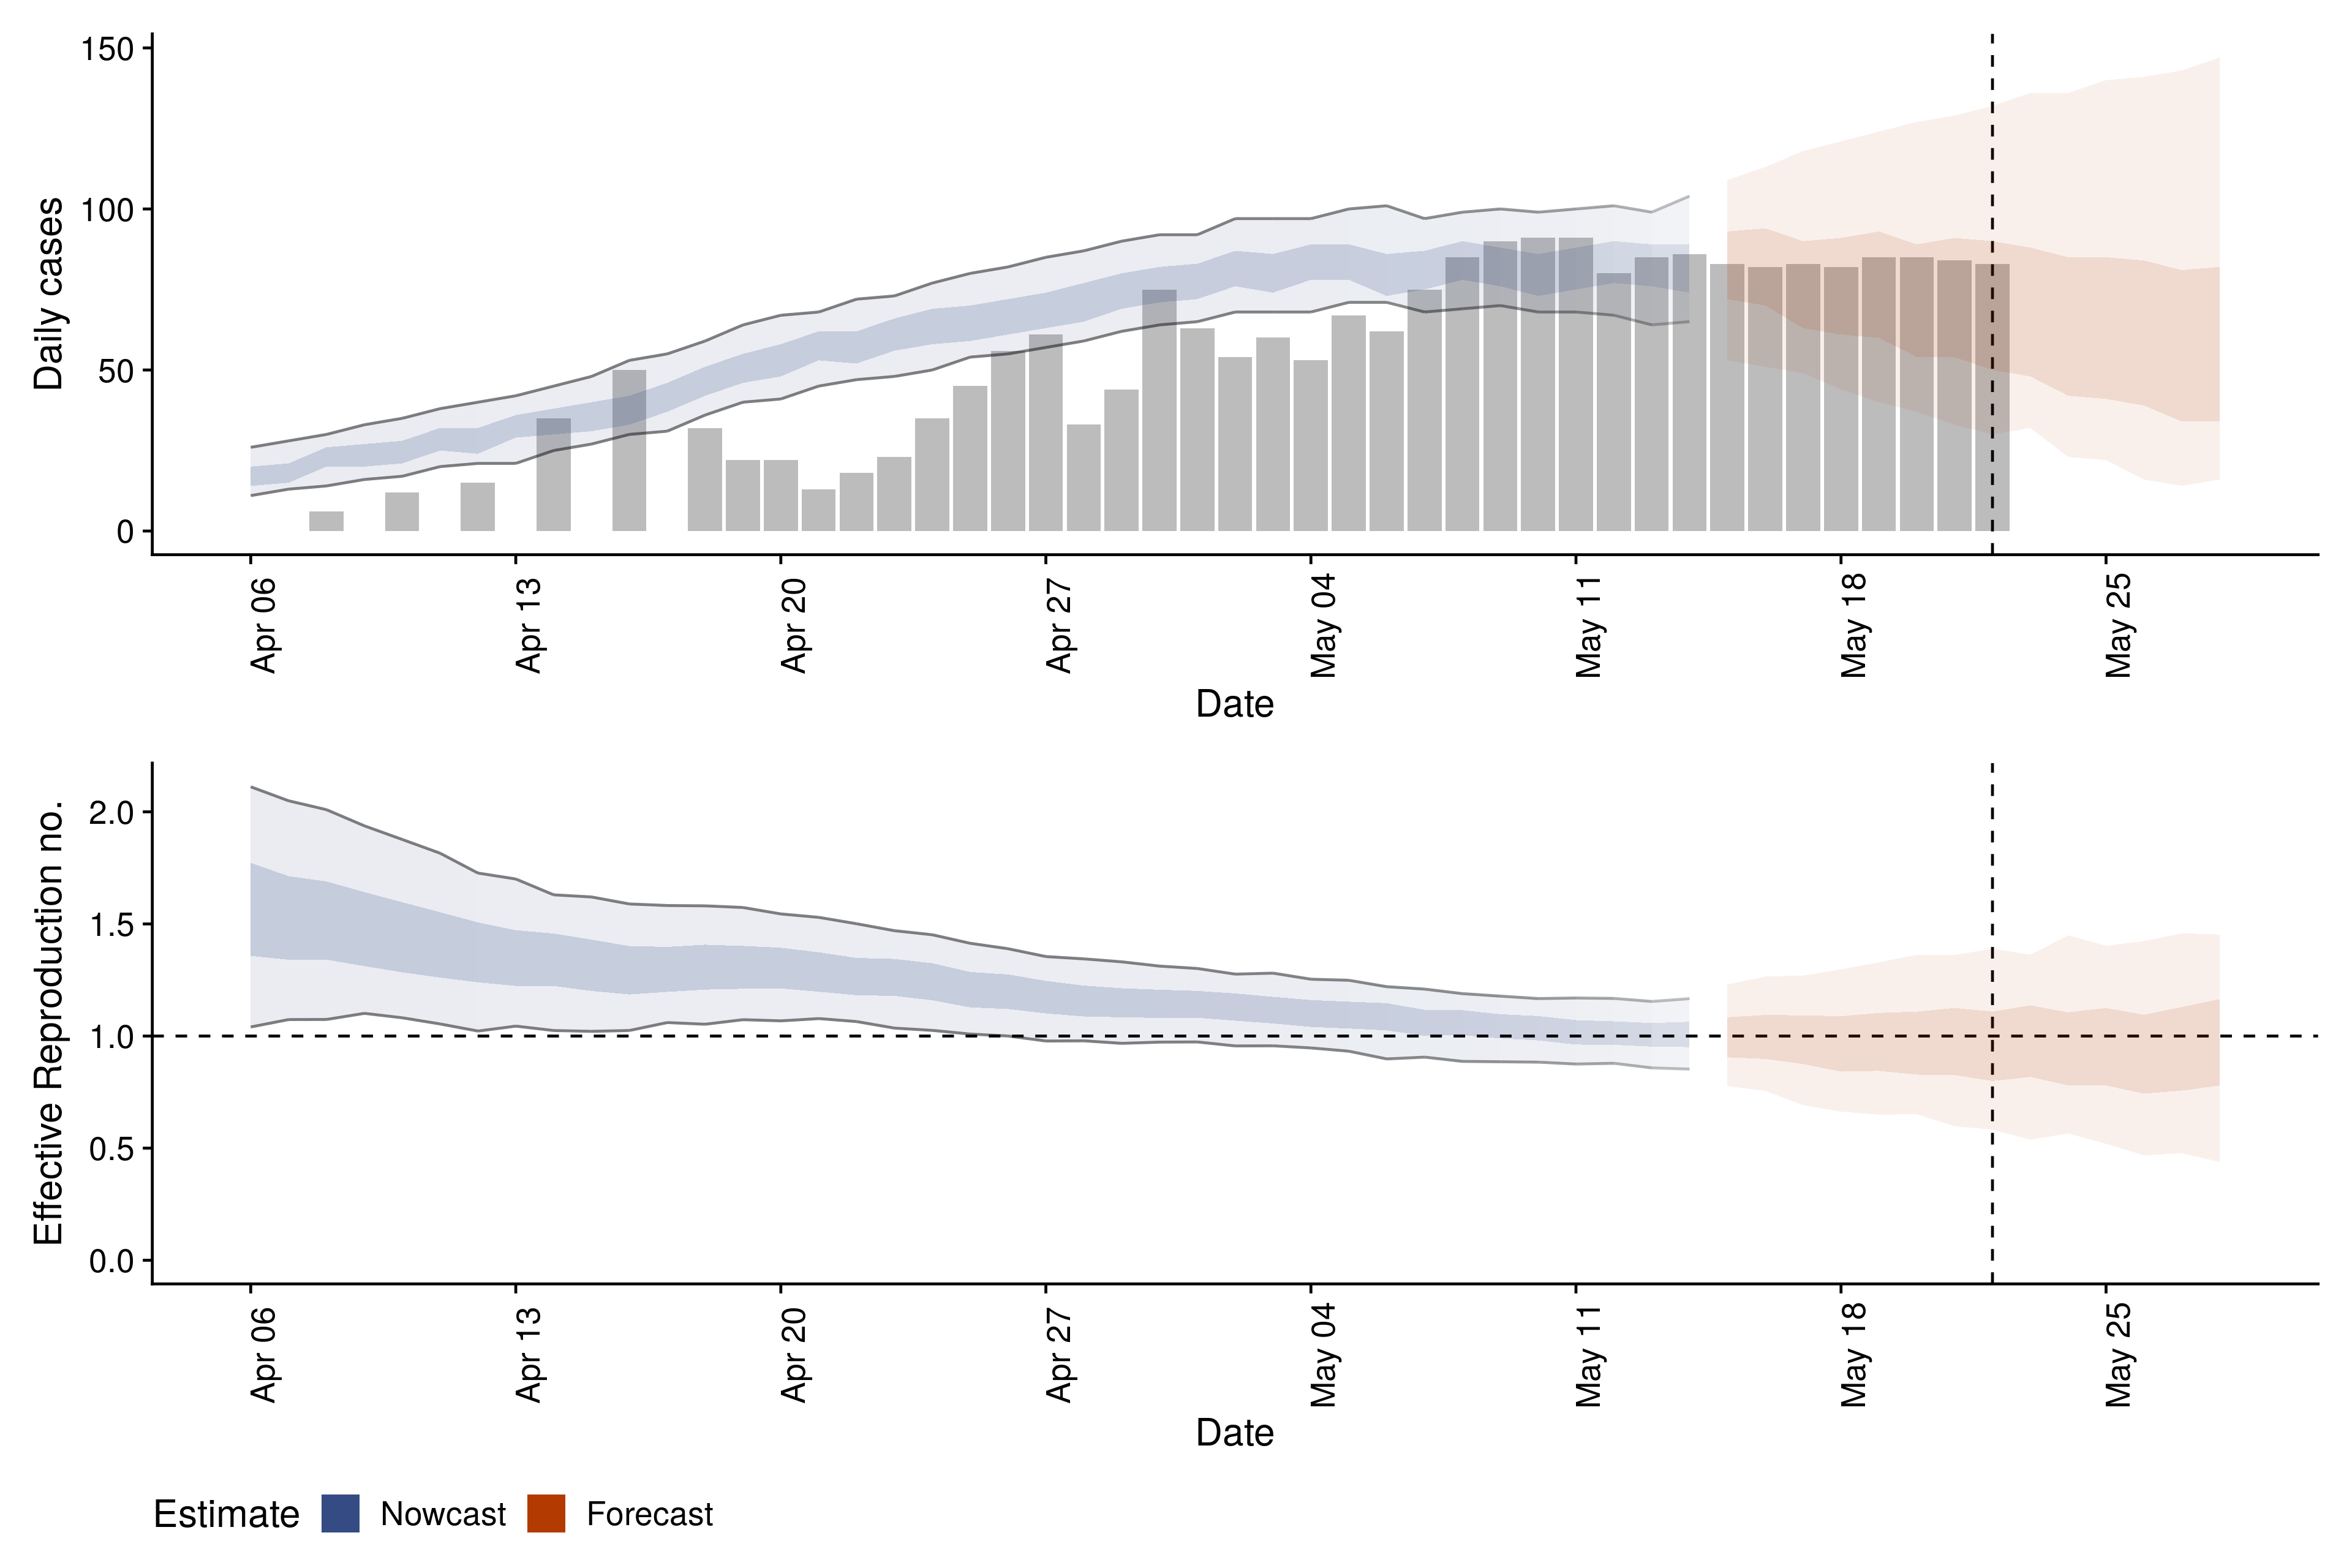 Daily cases
150
100
50
0
Apr 06
Apr 13
Apr 20
Apr 27
May 04
May 11
May 18
May 25
Date
Effective Reproduction no.
2.0
1.5
1.0
0.5
0.0
Apr 06
Apr 13
Apr 20
Apr 27
May 04
May 11
May 18
May 25
Date
Estimate Nowcast Forecast